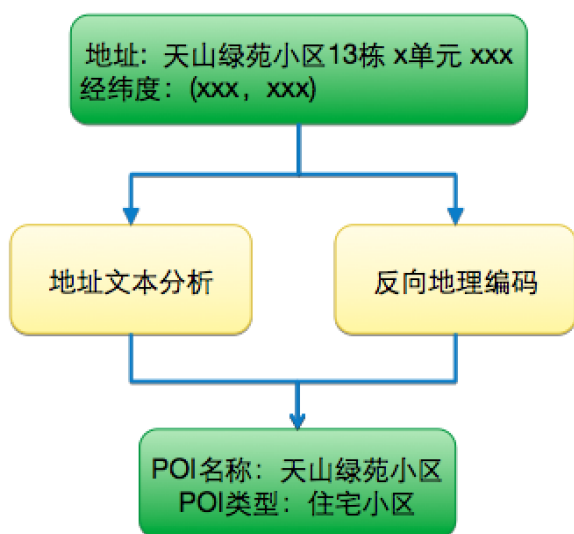 地址：天山绿苑小区13栋 x单元 xxx
经纬度：(xxx，xxx)
地址文本分析
反向地理编码
POI名称：天山绿苑小区
POI类型：住宅小区